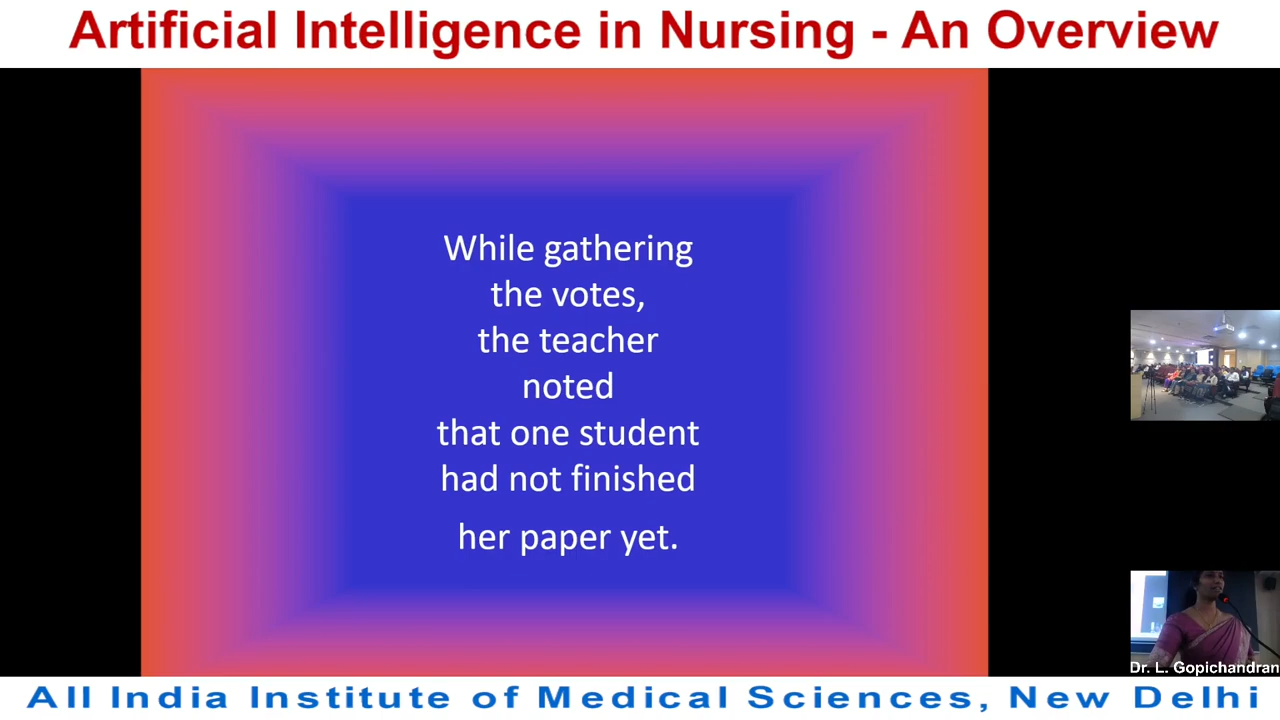 Artificial Intelligence in Nursing - An Overview
While gathering
the votes,
the teacher
noted
that one student
had not finished
her paper yet.
Dr. L. Gopichandran
All India Institute of Medical Sciences, New Delhi